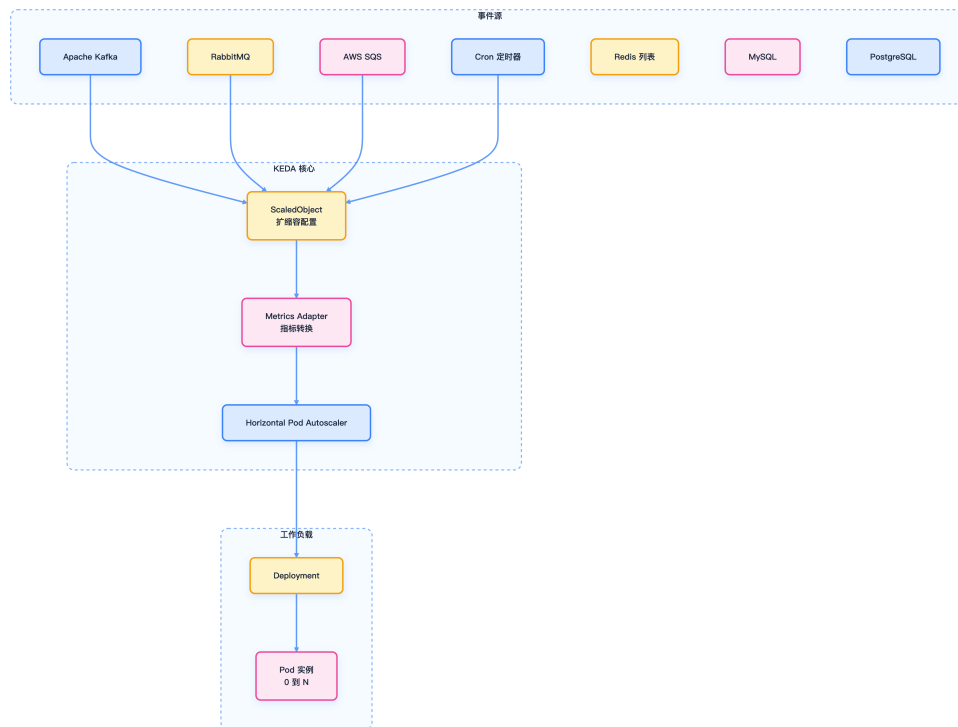 事件源
Apache Kafka
RabbitMQ
AWS SQS
Cron 定时器
Redis 列表
MySQL
PostgreSQL
KEDA 核心
ScaledObject
扩缩容配置
Metrics Adapter
指标转换
Horizontal Pod Autoscaler
工作负载
Deployment
Pod 实例
0 到 N